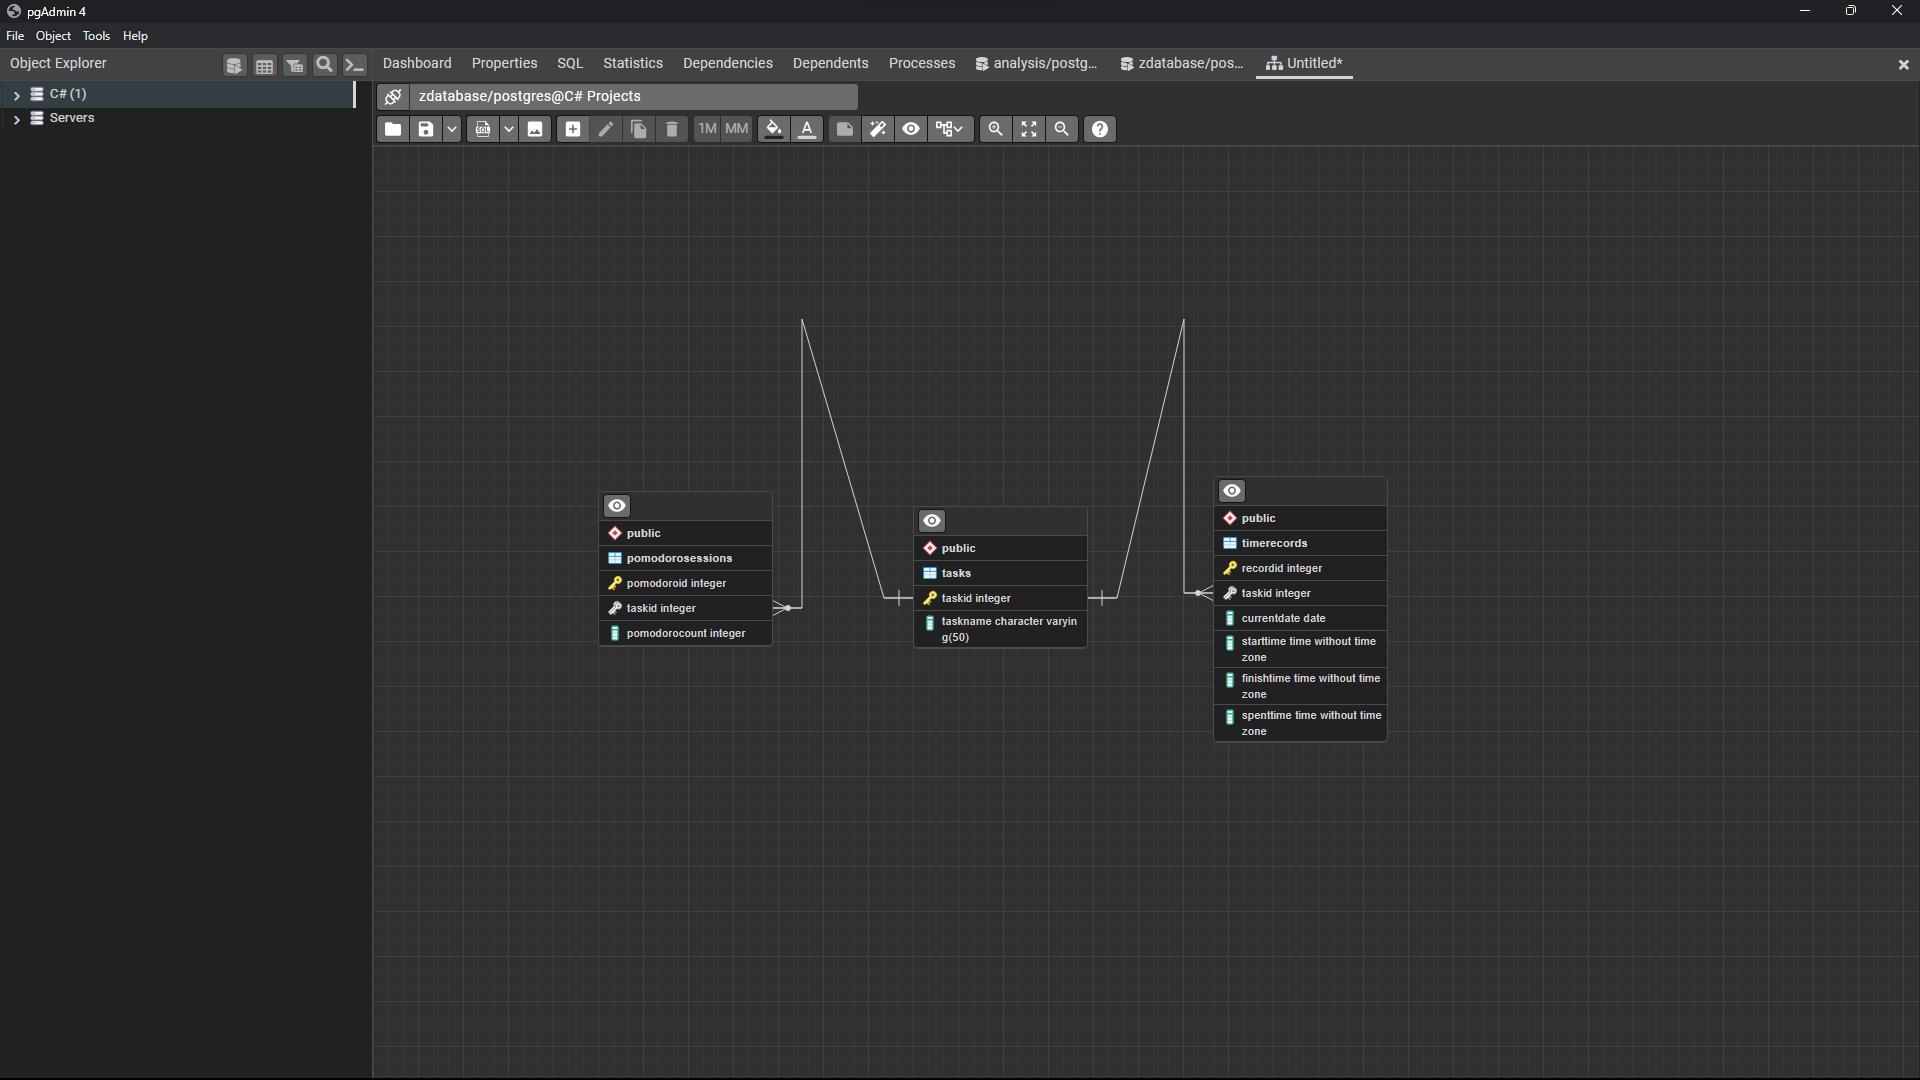 pgAdmin 4
File Object Tools Help
Object Explorer
Dashboard Properties SQL Statistics Dependencies Dependents Processes analysis/postg... zdatabase/pos... Untitled*
C# (1)
Servers
zdatabase/postgres@C# Projects
SQL 1M MM A
public
pomodorosessions
pomodoroid integer
taskid integer
pomodorocount integer
public
tasks
taskid integer
taskname character varyin
g(50)
public
timerecords
recordid integer
taskid integer
currentdate date
starttime time without time
zone
finishtime time without time
zone
spenttime time without time
zone